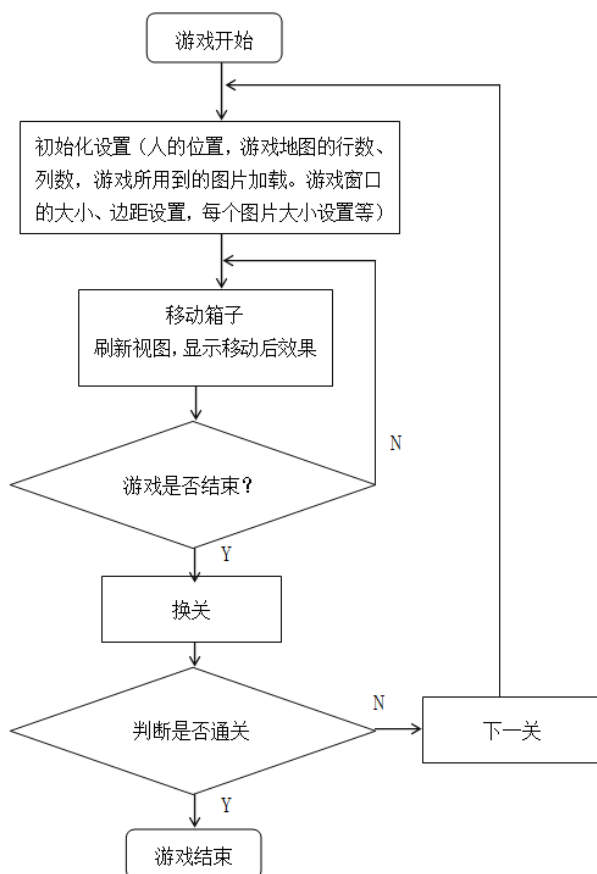 游戏开始
初始化设置(人的位置，游戏地图的行数、
列数，游戏所用到的图片加载。游戏窗口
的大小、边距设置，每个图片大小设置等)
移动箱子
刷新视图，显示移动后效果
N
游戏是否结束？
Y
换关
N
判断是否通关
下一关
Y
游戏结束